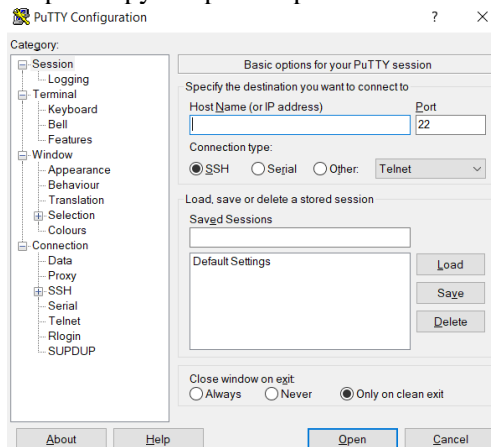 PuTTY Configuration ? ×
Category:
Session
Logging
Terminal
Keyboard
Bell
Features
Window
Appearance
Behaviour
Translation
Selection
Colours
Connection
Data
Proxy
SSH
Serial
Telnet
Rlogin
SUPDUP
Basic options for your PuTTY session
Specify the destination you want to connect to
Host Name (or IP address) Port
22
Connection type:
SSH Serial Other: Telnet
Load, save or delete a stored session
Saved Sessions
Default Settings
Load
Save
Delete
Close window on exit:
Always Never Only on clean exit
About Help Open Cancel